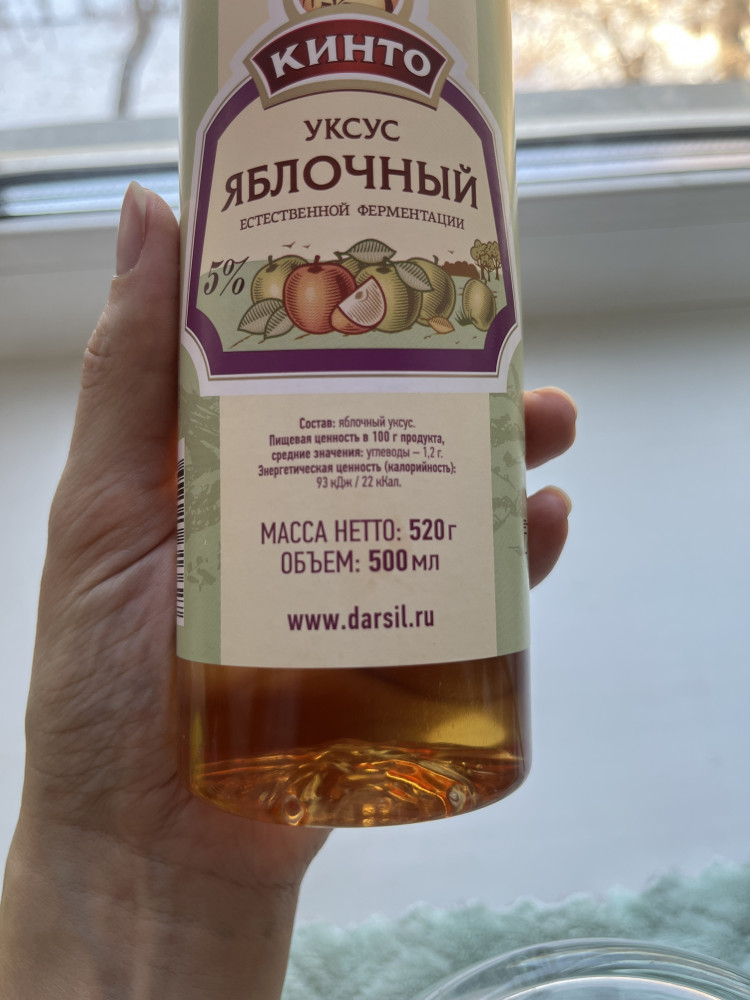 КИНТО
УКСУС
ЯБЛОЧНЫЙ
ЕСТЕСТВЕННОЙ ФЕРМЕНТАЦИИ
5%
Состав: яблочный уксус.
Пищевая ценность в 100 г продукта,
средние значения: углеводы – 1,2 г.
Энергетическая ценность (калорийность):
93 кДж / 22 кКал.
МАССА НЕТТО: 520 г
ОБЪЕМ: 500 мл
www.darsil.ru